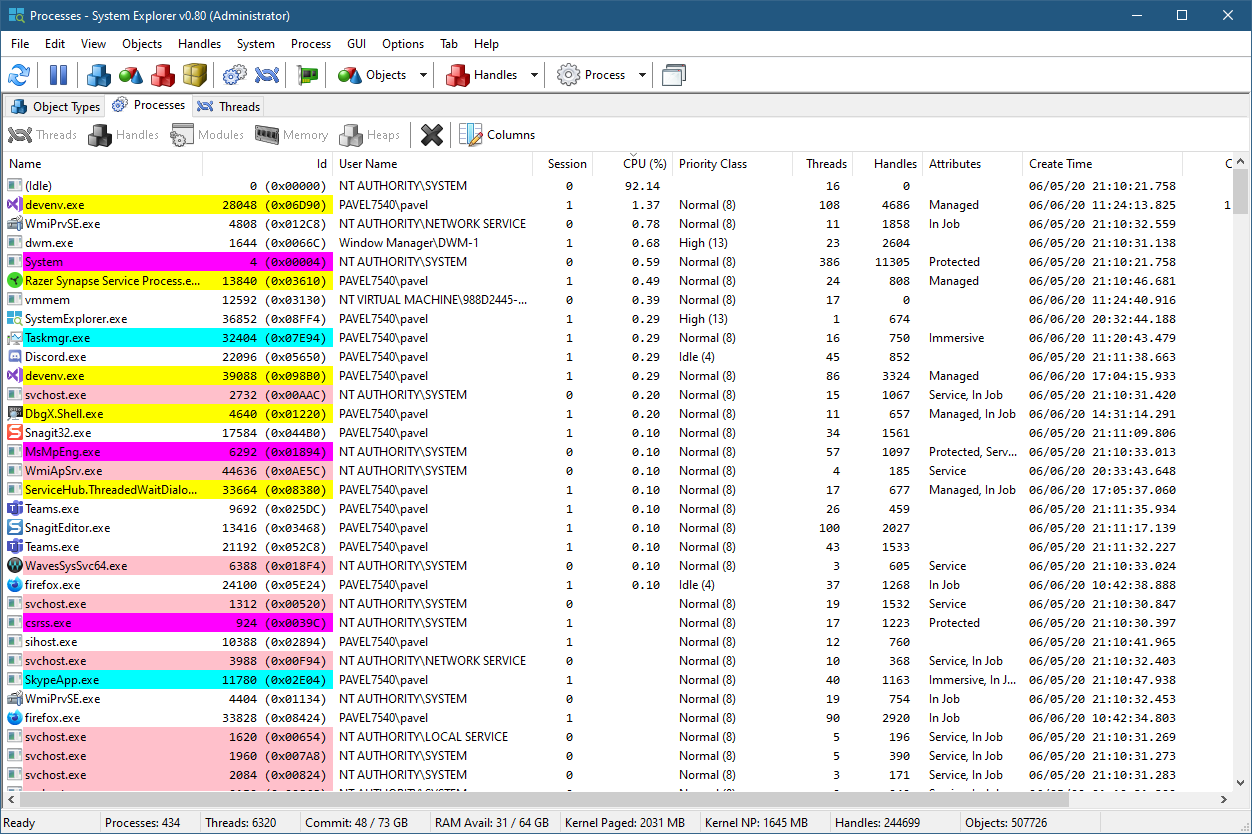 Processes - System Explorer v0.80 (Administrator)
File Edit View Objects Handles System Process GUI Options Tab Help
Objects Handles Process
Object Types Processes Threads
Threads Handles Modules Memory Heaps Columns
Name Id User Name Session CPU (%) Priority Class Threads Handles Attributes Create Time C
(Idle) 0 (0x00000) NT AUTHORITY\SYSTEM 0 92.14 16 0 06/05/20 21:10:21.758
devenv.exe 28048 (0x06D90) PAVEL7540\pavel 1 1.37 Normal (8) 108 4686 Managed 06/06/20 11:24:13.825 1
WmiPrvSE.exe 4808 (0x012C8) NT AUTHORITY\NETWORK SERVICE 0 0.78 Normal (8) 11 1858 In Job 06/05/20 21:10:32.559
dwm.exe 1644 (0x0066C) Window Manager\DWM-1 1 0.68 High (13) 23 2604 06/05/20 21:10:31.138
System 4 (0x00004) NT AUTHORITY\SYSTEM 0 0.59 Normal (8) 386 11305 Protected 06/05/20 21:10:21.758
Razer Synapse Service Process.e... 13840 (0x03610) PAVEL7540\pavel 1 0.49 Normal (8) 24 808 Managed 06/05/20 21:10:46.681
vmmem 12592 (0x03130) NT VIRTUAL MACHINE\988D2445-... 0 0.39 Normal (8) 17 0 06/06/20 11:24:40.916
SystemExplorer.exe 36852 (0x08FF4) PAVEL7540\pavel 1 0.29 High (13) 1 674 06/06/20 20:32:44.188
Taskmgr.exe 32404 (0x07E94) PAVEL7540\pavel 1 0.29 Normal (8) 16 750 Immersive 06/06/20 11:20:43.479
Discord.exe 22096 (0x05650) PAVEL7540\pavel 1 0.29 Idle (4) 45 852 06/05/20 21:11:38.663
devenv.exe 39088 (0x098B0) PAVEL7540\pavel 1 0.29 Normal (8) 86 3324 Managed 06/06/20 17:04:15.933
svchost.exe 2732 (0x00AAC) NT AUTHORITY\SYSTEM 0 0.20 Normal (8) 15 1067 Service, In Job 06/05/20 21:10:31.420
DbgX.Shell.exe 4640 (0x01220) PAVEL7540\pavel 1 0.20 Normal (8) 11 657 Managed, In Job 06/06/20 14:31:14.291
Snagit32.exe 17584 (0x044B0) PAVEL7540\pavel 1 0.10 Normal (8) 34 1561 06/05/20 21:11:09.806
MsMpEng.exe 6292 (0x01894) NT AUTHORITY\SYSTEM 0 0.10 Normal (8) 57 1097 Protected, Serv... 06/05/20 21:10:33.013
WmiApSrv.exe 44636 (0x0AE5C) NT AUTHORITY\SYSTEM 0 0.10 Normal (8) 4 185 Service 06/06/20 20:33:43.648
ServiceHub.ThreadedWaitDialo... 33664 (0x08380) PAVEL7540\pavel 1 0.10 Normal (8) 17 677 Managed, In Job 06/06/20 17:05:37.060
Teams.exe 9692 (0x025DC) PAVEL7540\pavel 1 0.10 Normal (8) 26 459 06/05/20 21:11:35.934
SnagitEditor.exe 13416 (0x03468) PAVEL7540\pavel 1 0.10 Normal (8) 100 2027 06/05/20 21:11:17.139
Teams.exe 21192 (0x052C8) PAVEL7540\pavel 1 0.10 Normal (8) 43 1533 06/05/20 21:11:32.227
WavesSysSvc64.exe 6388 (0x018F4) NT AUTHORITY\SYSTEM 0 0.10 Normal (8) 3 605 Service 06/05/20 21:10:33.024
firefox.exe 24100 (0x05E24) PAVEL7540\pavel 1 0.10 Idle (4) 37 1268 In Job 06/06/20 10:42:38.888
svchost.exe 1312 (0x00520) NT AUTHORITY\SYSTEM 0 Normal (8) 19 1532 Service 06/05/20 21:10:30.847
csrss.exe 924 (0x0039C) NT AUTHORITY\SYSTEM 1 Normal (8) 17 1223 Protected 06/05/20 21:10:30.397
sihost.exe 10388 (0x02894) PAVEL7540\pavel 1 Normal (8) 12 760 06/05/20 21:10:41.965
svchost.exe 3988 (0x00F94) NT AUTHORITY\NETWORK SERVICE 0 Normal (8) 10 368 Service, In Job 06/05/20 21:10:32.403
SkypeApp.exe 11780 (0x02E04) PAVEL7540\pavel 1 Normal (8) 40 1163 Immersive, In J... 06/05/20 21:10:47.938
WmiPrvSE.exe 4404 (0x01134) NT AUTHORITY\SYSTEM 0 Normal (8) 19 754 In Job 06/05/20 21:10:32.453
firefox.exe 33828 (0x08424) PAVEL7540\pavel 1 Normal (8) 90 2920 In Job 06/06/20 10:42:34.803
svchost.exe 1620 (0x00654) NT AUTHORITY\LOCAL SERVICE 0 Normal (8) 5 196 Service, In Job 06/05/20 21:10:31.269
svchost.exe 1960 (0x007A8) NT AUTHORITY\SYSTEM 0 Normal (8) 5 390 Service, In Job 06/05/20 21:10:31.273
svchost.exe 2084 (0x00824) NT AUTHORITY\SYSTEM 0 Normal (8) 3 171 Service, In Job 06/05/20 21:10:31.283
Ready Processes: 434 Threads: 6320 Commit: 48 / 73 GB RAM Avail: 31 / 64 GB Kernel Paged: 2031 MB Kernel NP: 1645 MB Handles: 244699 Objects: 507726